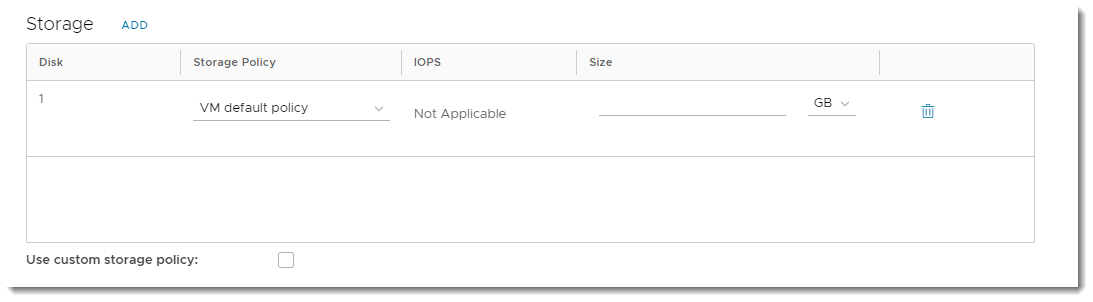 Storage ADD
Disk Storage Policy IOPS Size
1 VM default policy Not Applicable GB
Use custom storage policy: